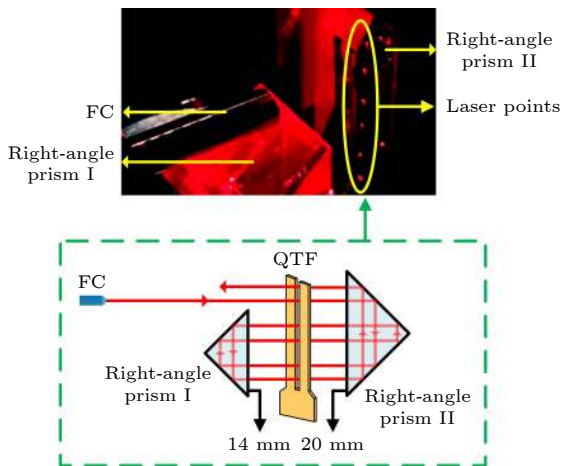 Right-angle
prism II
FC
Laser points
Right-angle
prism I
QTF
FC
Right-angle
prism I
Right-angle
prism II
14 mm 20 mm